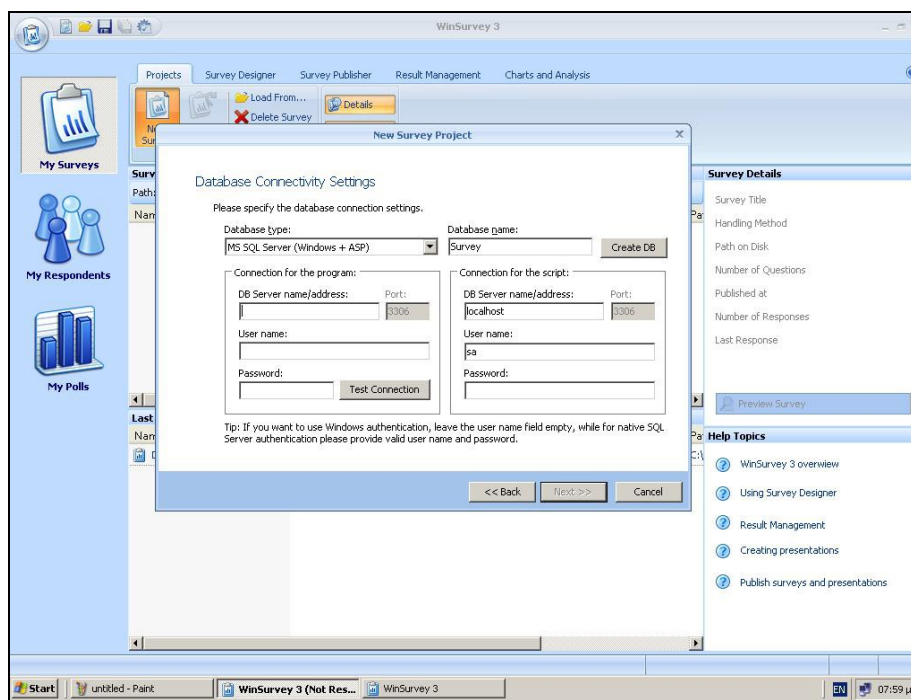 WinSurvey 3
Projects Survey Designer Survey Publisher Result Management Charts and Analysis
Load From...
Details
Delete Survey
My Surveys
My Respondents
My Polls
New Survey Project
Database Connectivity Settings
Please specify the database connection settings.
Database type: Database name:
MS SQL Server (Windows + ASP) Survey Create DB
Connection for the program: Connection for the script:
DB Server name/address: Port: DB Server name/address: Port:
3306 localhost 3306
User name: User name:
sa
Password: Password:
Test Connection
Tip: If you want to use Windows authentication, leave the user name field empty, while for native SQL
Server authentication please provide valid user name and password.
<< Back Next >> Cancel
Survey Details
Survey Title
Handling Method
Path on Disk
Number of Questions
Published at
Number of Responses
Last Response
Preview Survey
Path:
Last
Help Topics
WinSurvey 3 overwiew
Using Survey Designer
Result Management
Creating presentations
Publish surveys and presentations
Start untitled - Paint WinSurvey 3 (Not Res... WinSurvey 3 EN 07:59 μ